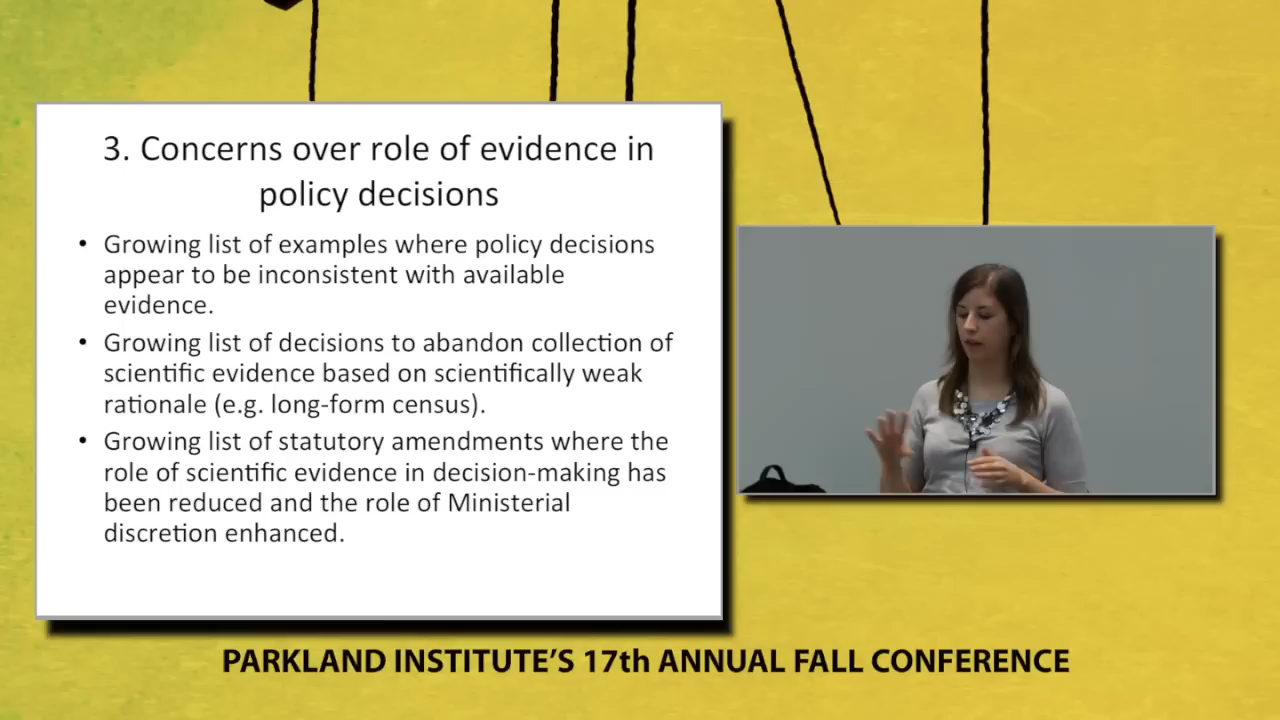 3. Concerns over role of evidence in
policy decisions
• Growing list of examples where policy decisions
appear to be inconsistent with available
evidence.
• Growing list of decisions to abandon collection of
scientific evidence based on scientifically weak
rationale (e.g. long-form census).
• Growing list of statutory amendments where the
role of scientific evidence in decision-making has
been reduced and the role of Ministerial
discretion enhanced.
PARKLAND INSTITUTE'S 17th ANNUAL FALL CONFERENCE